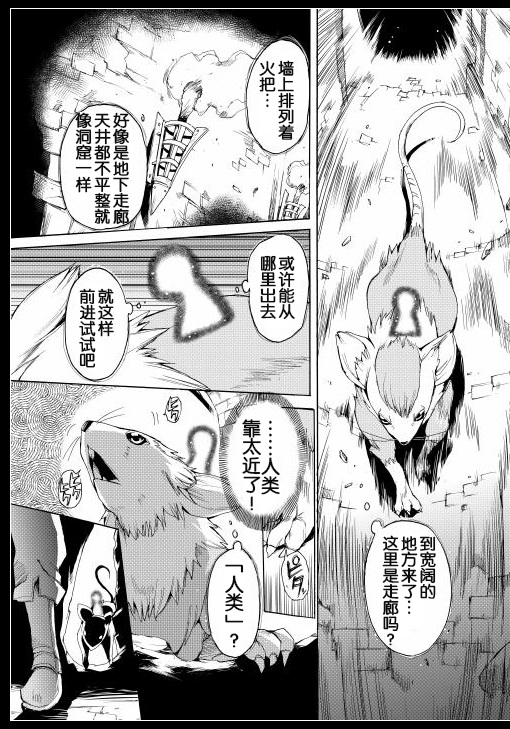 到宽阔的
地方来了…
这里是走廊吗？
墙上排列着
火把…
好像是地下走廊
天井都不平整就
像洞窟一样
或许能从
哪里出去
就这样
前进试试吧
……人类
靠太近了！
「人类」？